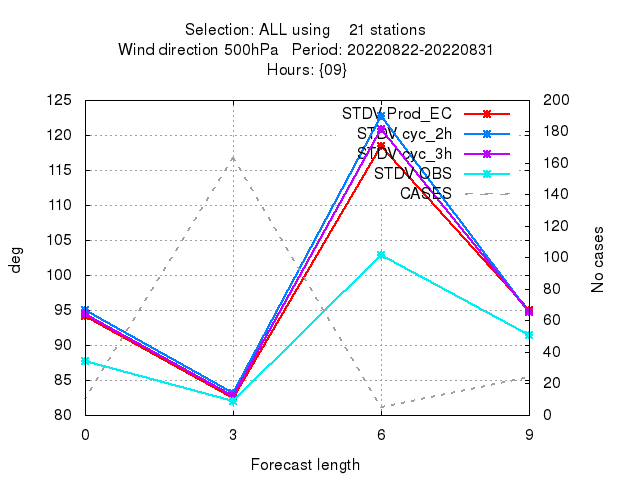 Selection: ALL using 21 stations
Wind direction 500hPa Period: 20220822-20220831
Hours: {09}
125
120
115
110
105
100
95
90
85
80
deg
200
180
160
140
120
100
80
60
40
20
0
No cases
STDV Prod_EC
STDV cyc_2h
STDV cyc_3h
STDV OBS
CASES
0 3 6 9
Forecast length